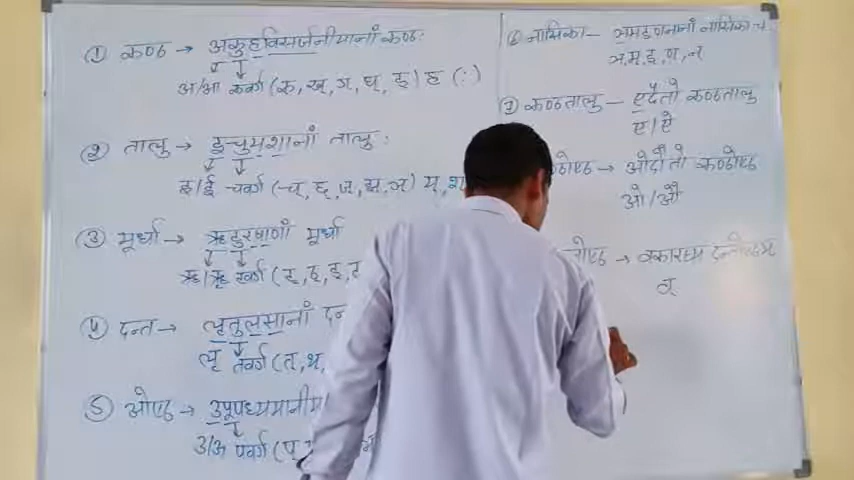 ① कण्ठ → अकुहविसर्जनीयानां कण्ठः
अ/आ कवर्ग (क्, ख्, ग्, घ्, ङ्) ह (:)
② तालु → इचुयशानां तालु :
इ/ई चवर्ग (च्, छ्, ज्, झ्, ञ) य्, श
③ मूर्धा → ऋटुरषाणां मूर्धा
ऋ/ॠ टवर्ग (ट्, ठ्, ड्, ढ
④ दन्त → लृतुलसानां दन
लृ तवर्ग (त्, थ्,
5 ओष्ठ → उपूपध्यमानीय
उ/ऊ पवर्ग (प्
⑥ नासिका – ञमङणनानां नासिका च
ञ, म, ङ, ण्, न
⑦ कण्ठतालु – एदैतो कण्ठतालु
ए/ऐ
ठोष्ठ → ओदौतो कण्ठोष्ठ
ओ/औ
तोष्ठ → वकारस्य दन्तोष्ठम
व्